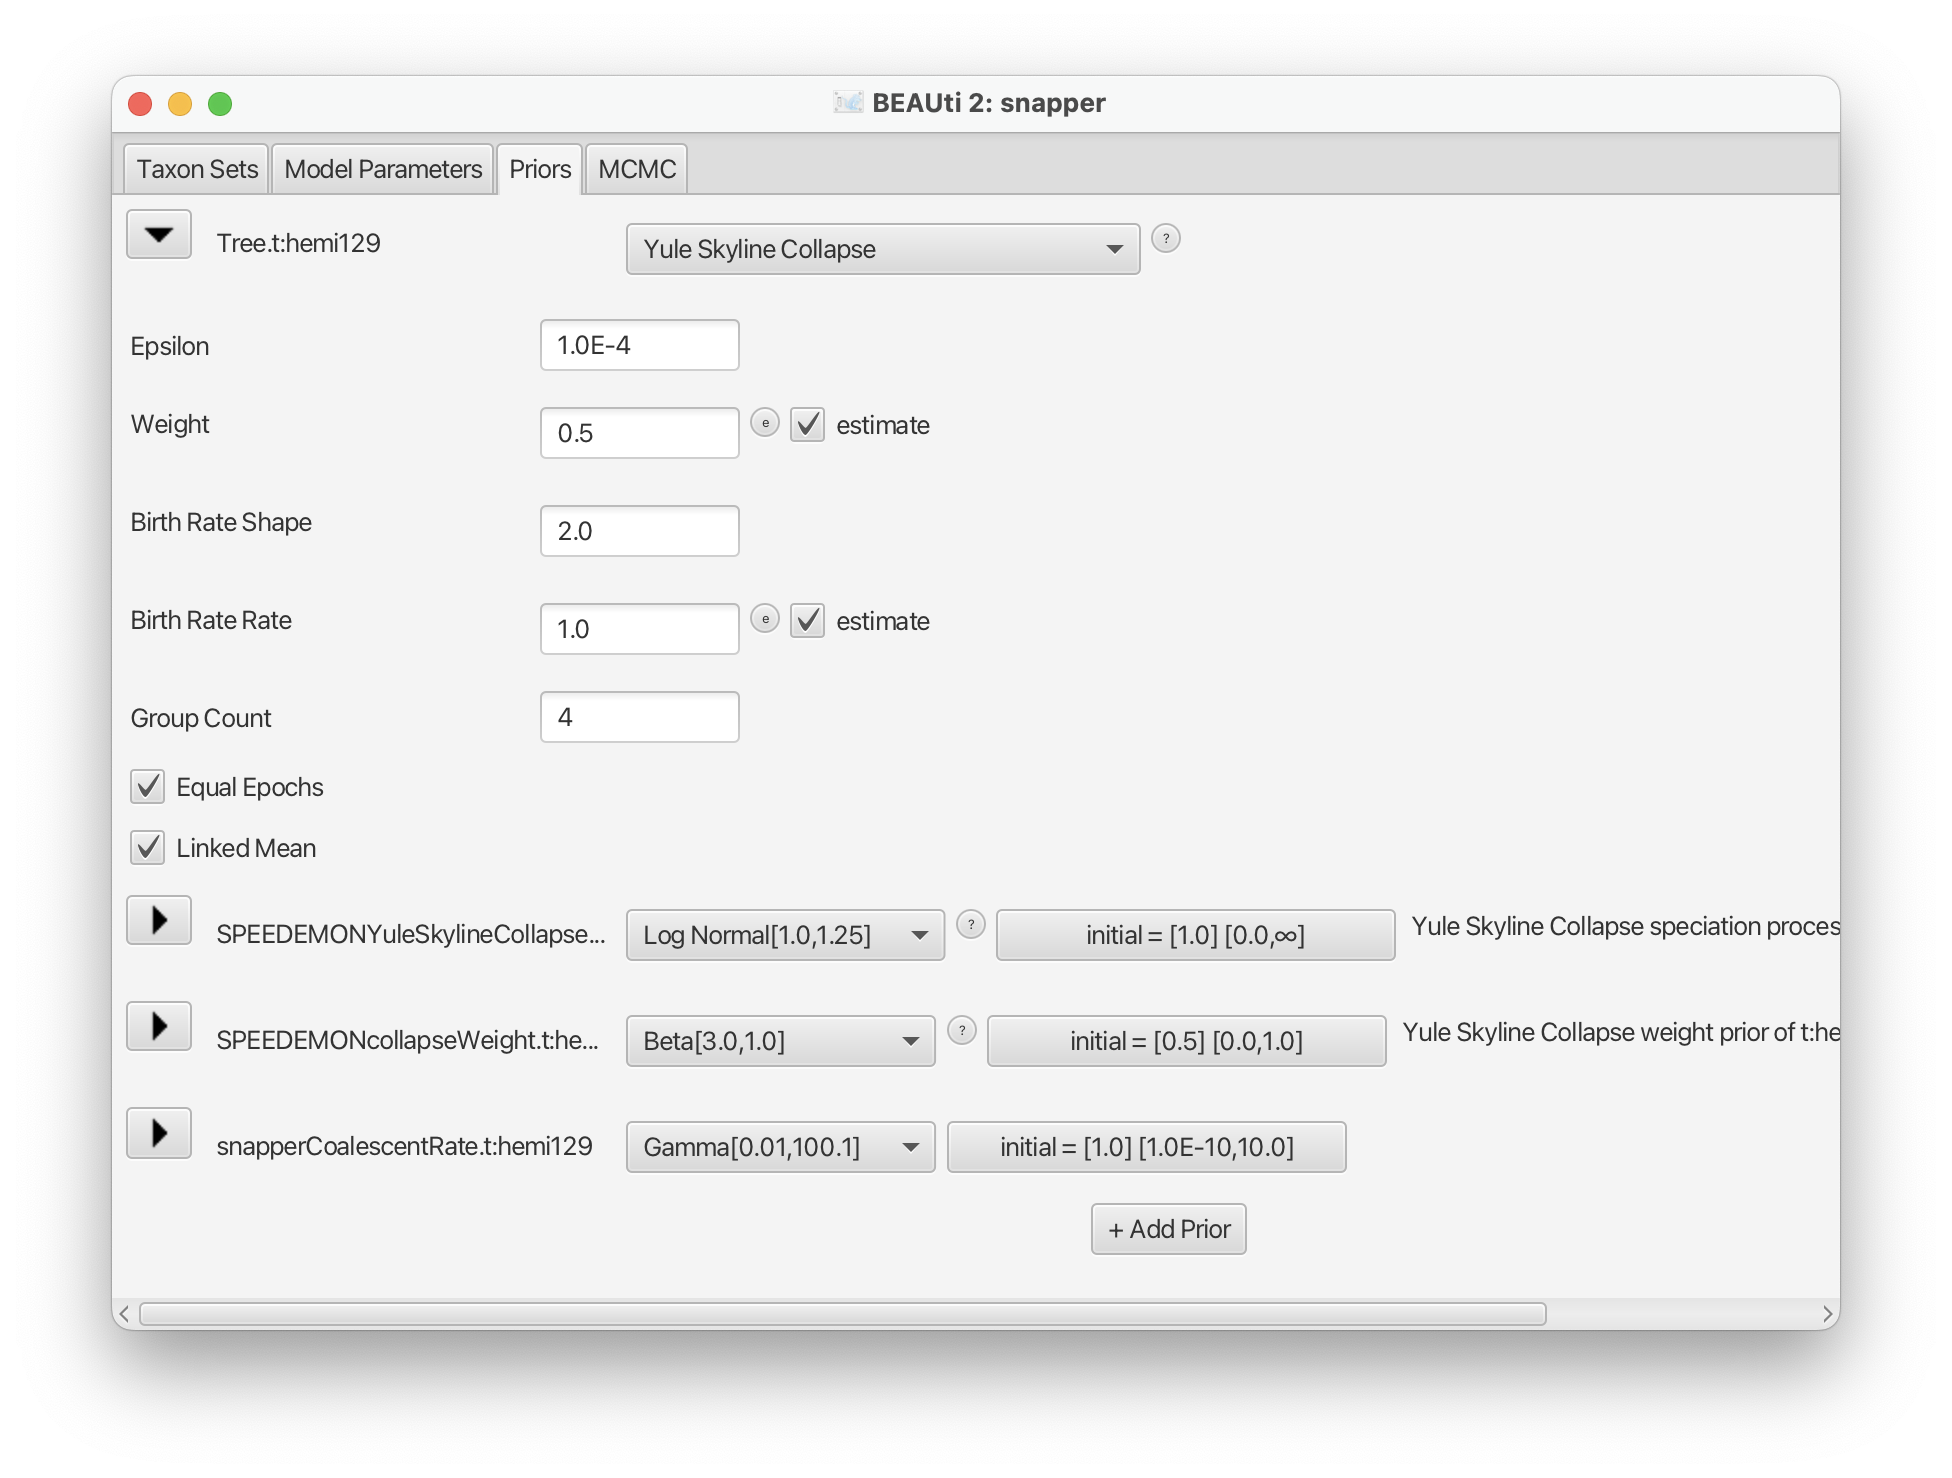 BEAUti 2: snapper
Taxon Sets Model Parameters Priors MCMC
Tree.t:hemi129 Yule Skyline Collapse ?
Epsilon 1.0E-4
Weight 0.5 e estimate
Birth Rate Shape 2.0
Birth Rate Rate 1.0 e estimate
Group Count 4
Equal Epochs
Linked Mean
SPEEDEMONYuleSkylineCollapse... Log Normal[1.0,1.25] ? initial = [1.0] [0.0,∞] Yule Skyline Collapse speciation proces
SPEEDEMONcollapseWeight.t:he... Beta[3.0,1.0] ? initial = [0.5] [0.0,1.0] Yule Skyline Collapse weight prior of t:he
snapperCoalescentRate.t:hemi129 Gamma[0.01,100.1] initial = [1.0] [1.0E-10,10.0]
+ Add Prior